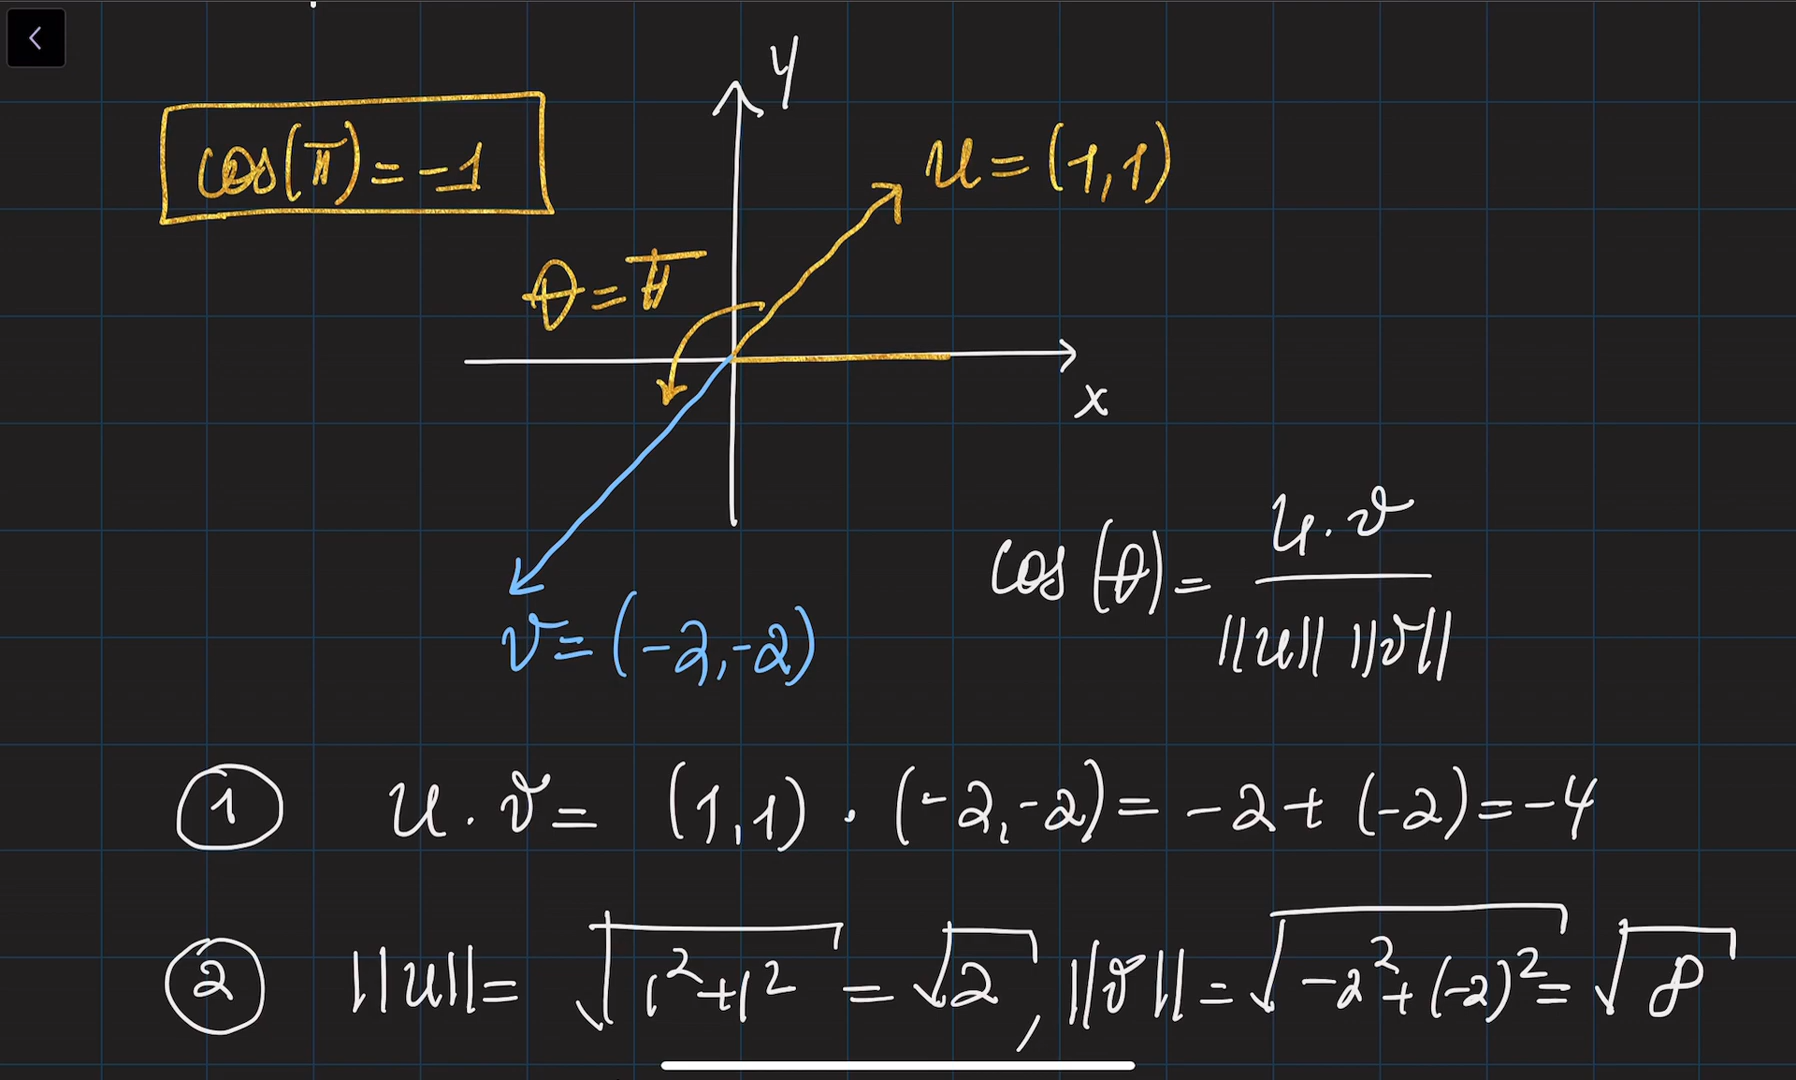 y
cos(π) = -1
u = (1,1)
θ = π
x
cos(θ) = u · v / ||u|| ||v||
v = (-2,-2)
① u · v = (1,1) · (-2,-2) = -2 + (-2) = -4
② ||u|| = √(1² + 1²) = √2 , ||v|| = √(-2² + (-2)²) = √8